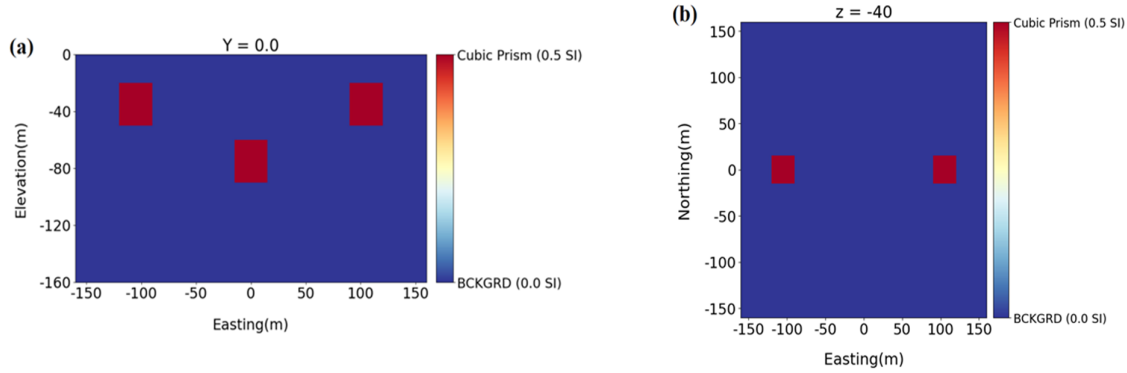 (a)
Y = 0.0
0
-40
-80
-120
-160
Elevation(m)
-150 -100 -50 0 50 100 150
Easting(m)
Cubic Prism (0.5 SI)
BCKGRD (0.0 SI)
(b)
z = -40
150
100
50
0
-50
-100
-150
Northing(m)
-150 -100 -50 0 50 100 150
Easting(m)
Cubic Prism (0.5 SI)
BCKGRD (0.0 SI)